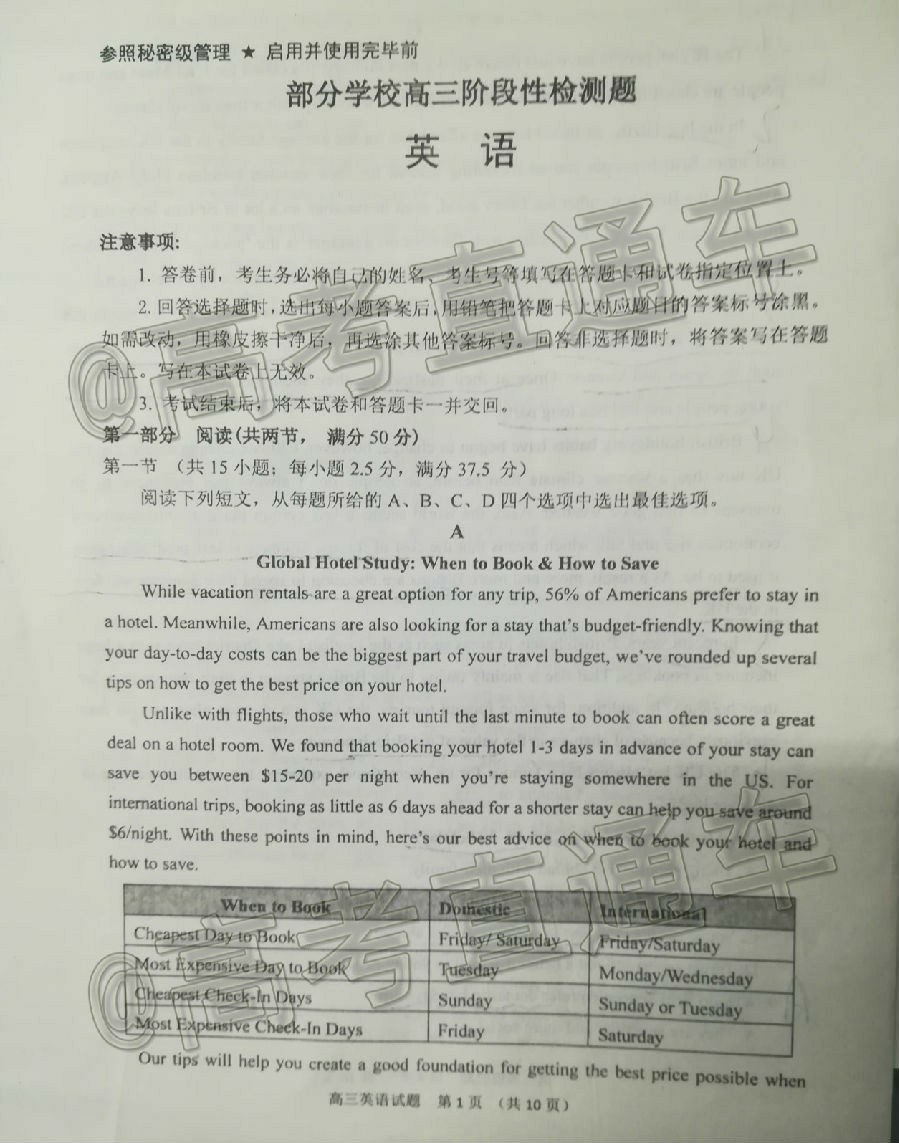 参照秘密级管理 ★ 启用并使用完毕前
部分学校高三阶段性检测题
英 语
注意事项:
1. 答卷前，考生务必将自己的姓名、考生号等填写在答题卡和试卷指定位置上。
2. 回答选择题时，选出每小题答案后，用铅笔把答题卡上对应题目的答案标号涂黑。
如需改动，用橡皮擦干净后，再选涂其他答案标号。回答非选择题时，将答案写在答题
卡上。写在本试卷上无效。
3. 考试结束后，将本试卷和答题卡一并交回。
第一部分 阅读(共两节， 满分 50 分)
第一节 （共 15 小题；每小题 2.5 分，满分 37.5 分）
阅读下列短文，从每题所给的 A、B、C、D 四个选项中选出最佳选项。
A
Global Hotel Study: When to Book & How to Save
While vacation rentals are a great option for any trip, 56% of Americans prefer to stay in
a hotel. Meanwhile, Americans are also looking for a stay that's budget-friendly. Knowing that
your day-to-day costs can be the biggest part of your travel budget, we've rounded up several
tips on how to get the best price on your hotel.
Unlike with flights, those who wait until the last minute to book can often score a great
deal on a hotel room. We found that booking your hotel 1-3 days in advance of your stay can
save you between $15-20 per night when you're staying somewhere in the US. For
international trips, booking as little as 6 days ahead for a shorter stay can help you save around
$6/night. With these points in mind, here's our best advice on when to book your hotel and
how to save.
When to Book Domestic International
Cheapest Day to Book Friday/ Saturday Friday/Saturday
Most Expensive Day to Book Tuesday Monday/Wednesday
Cheapest Check-In Days Sunday Sunday or Tuesday
Most Expensive Check-In Days Friday Saturday
Our tips will help you create a good foundation for getting the best price possible when
高三英语试题 第 1 页 （共 10 页）
@高考直通车
@高考直通车